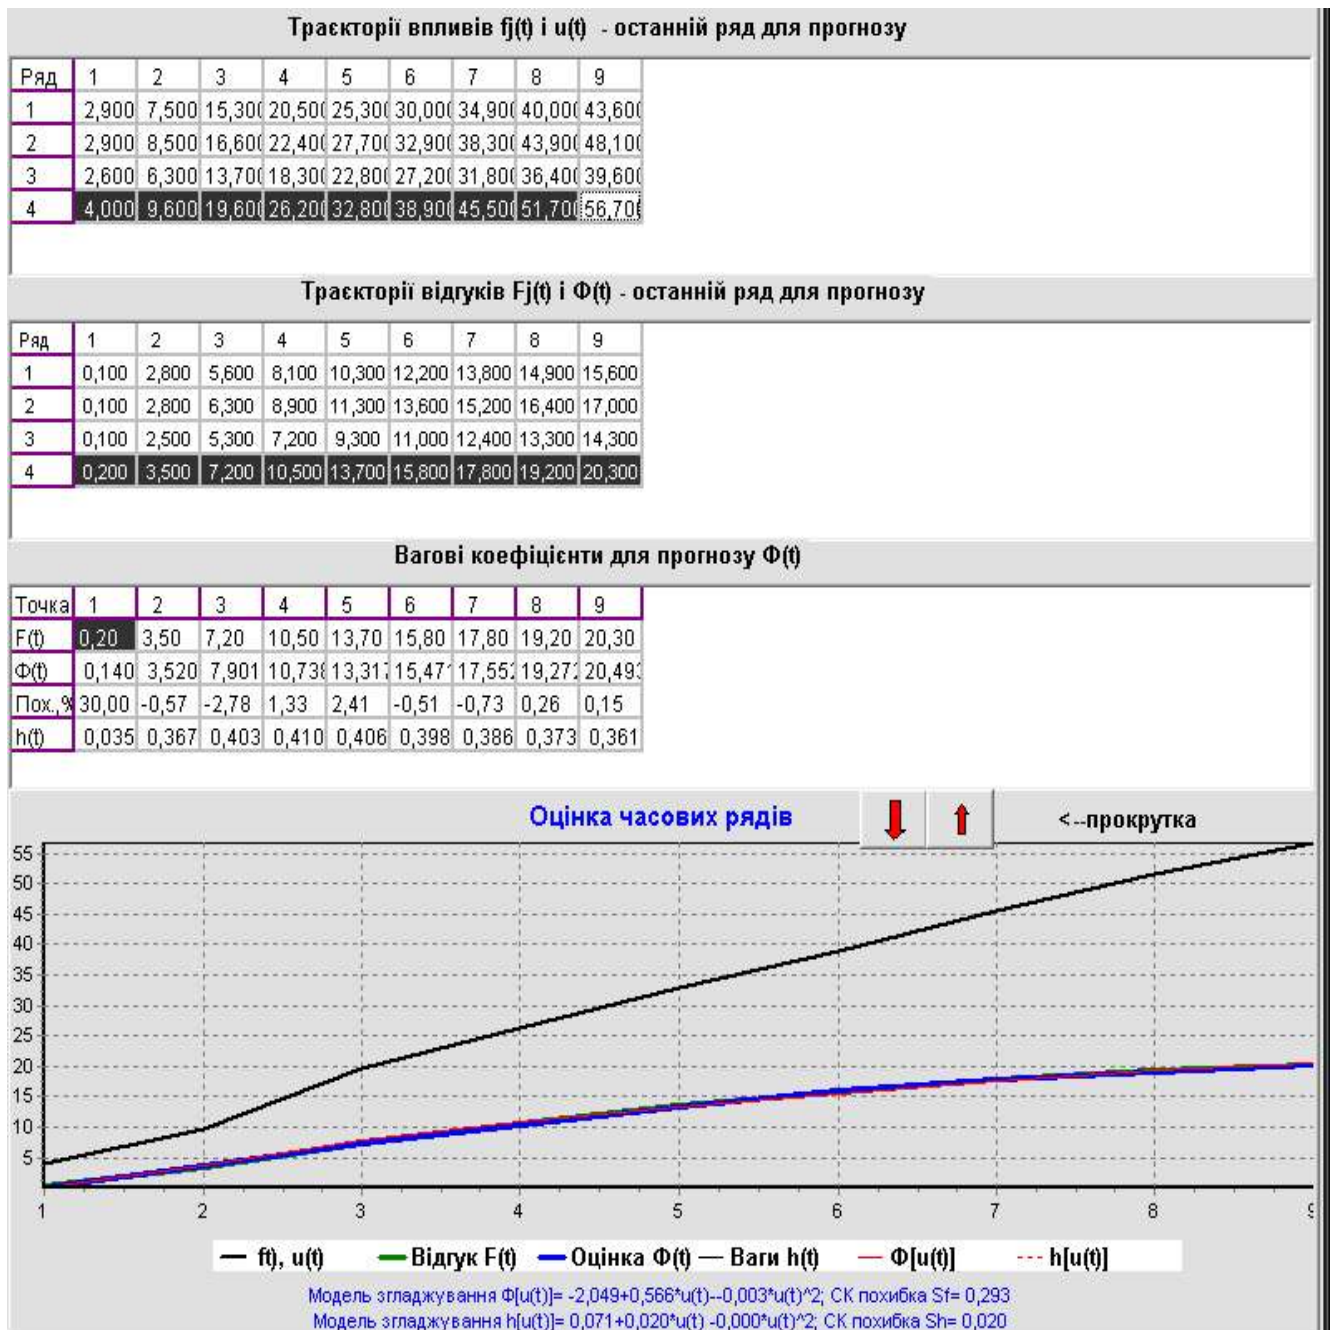 Траєкторії впливів fj(t) і u(t) - останній ряд для прогнозу
Ряд 1 2 3 4 5 6 7 8 9
1 2,900 7,500 15,300 20,500 25,300 30,000 34,900 40,000 43,600
2 2,900 8,500 16,600 22,400 27,700 32,900 38,300 43,900 48,100
3 2,600 6,300 13,700 18,300 22,800 27,200 31,800 36,400 39,600
4 4,000 9,600 19,600 26,200 32,800 38,900 45,500 51,700 56,700
Траєкторії відгуків Fj(t) і Ф(t) - останній ряд для прогнозу
Ряд 1 2 3 4 5 6 7 8 9
1 0,100 2,800 5,600 8,100 10,300 12,200 13,800 14,900 15,600
2 0,100 2,800 6,300 8,900 11,300 13,600 15,200 16,400 17,000
3 0,100 2,500 5,300 7,200 9,300 11,000 12,400 13,300 14,300
4 0,200 3,500 7,200 10,500 13,700 15,800 17,800 19,200 20,300
Вагові коефіцієнти для прогнозу Ф(t)
Точка 1 2 3 4 5 6 7 8 9
F(t) 0,20 3,50 7,20 10,50 13,70 15,80 17,80 19,20 20,30
Ф(t) 0,140 3,520 7,901 10,738 13,317 15,471 17,552 19,272 20,493
Пох.,% 30,00 -0,57 -2,78 1,33 2,41 -0,51 -0,73 0,26 0,15
h(t) 0,035 0,367 0,403 0,410 0,406 0,398 0,386 0,373 0,361
Оцінка часових рядів
<--прокрутка
55
50
45
40
35
30
25
20
15
10
5
1 2 3 4 5 6 7 8 9
ft), u(t) Відгук F(t) Оцінка Ф(t) Ваги h(t) Ф[u(t)] h[u(t)]
Модель згладжування Ф[u(t)]= -2,049+0,566*u(t)--0,003*u(t)^2; СК похибка Sf= 0,293
Модель згладжування h[u(t)]= 0,071+0,020*u(t) -0,000*u(t)^2; СК похибка Sh= 0,020